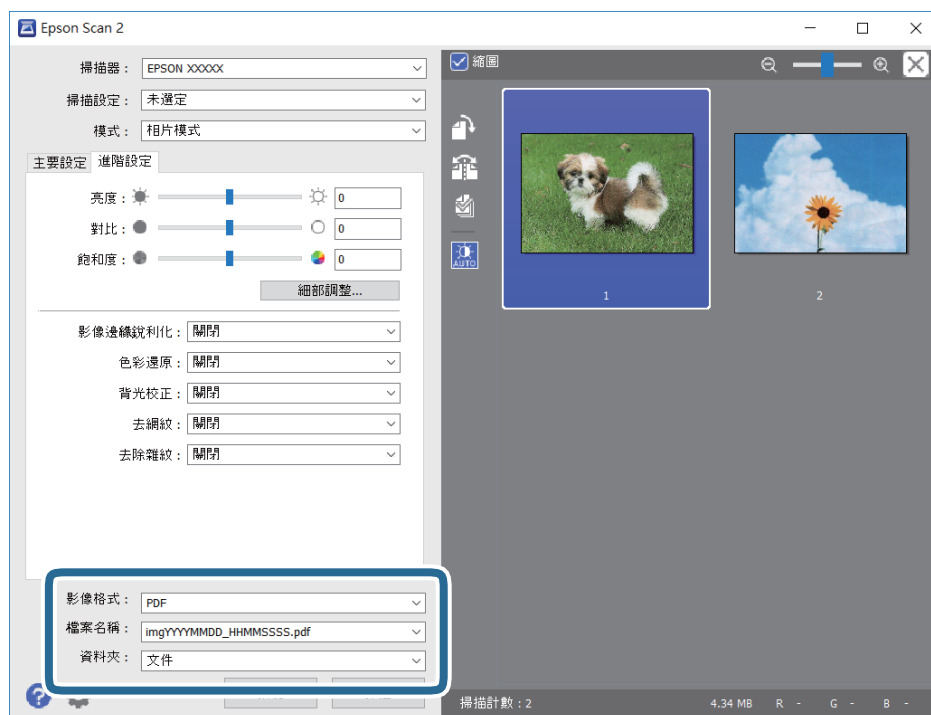 Epson Scan 2
掃描器： EPSON XXXXX
掃描設定： 未選定
模式： 相片模式
主要設定 進階設定
亮度： 0
對比： 0
飽和度： 0
細部調整...
影像邊緣銳利化： 關閉
色彩還原： 關閉
背光校正： 關閉
去網紋： 關閉
去除雜紋： 關閉
影像格式： PDF
檔案名稱： imgYYYYMMDD_HHMMSSSS.pdf
資料夾： 文件
?
縮圖
AUTO
1
2
掃描計數：2 4.34 MB R - G - B -